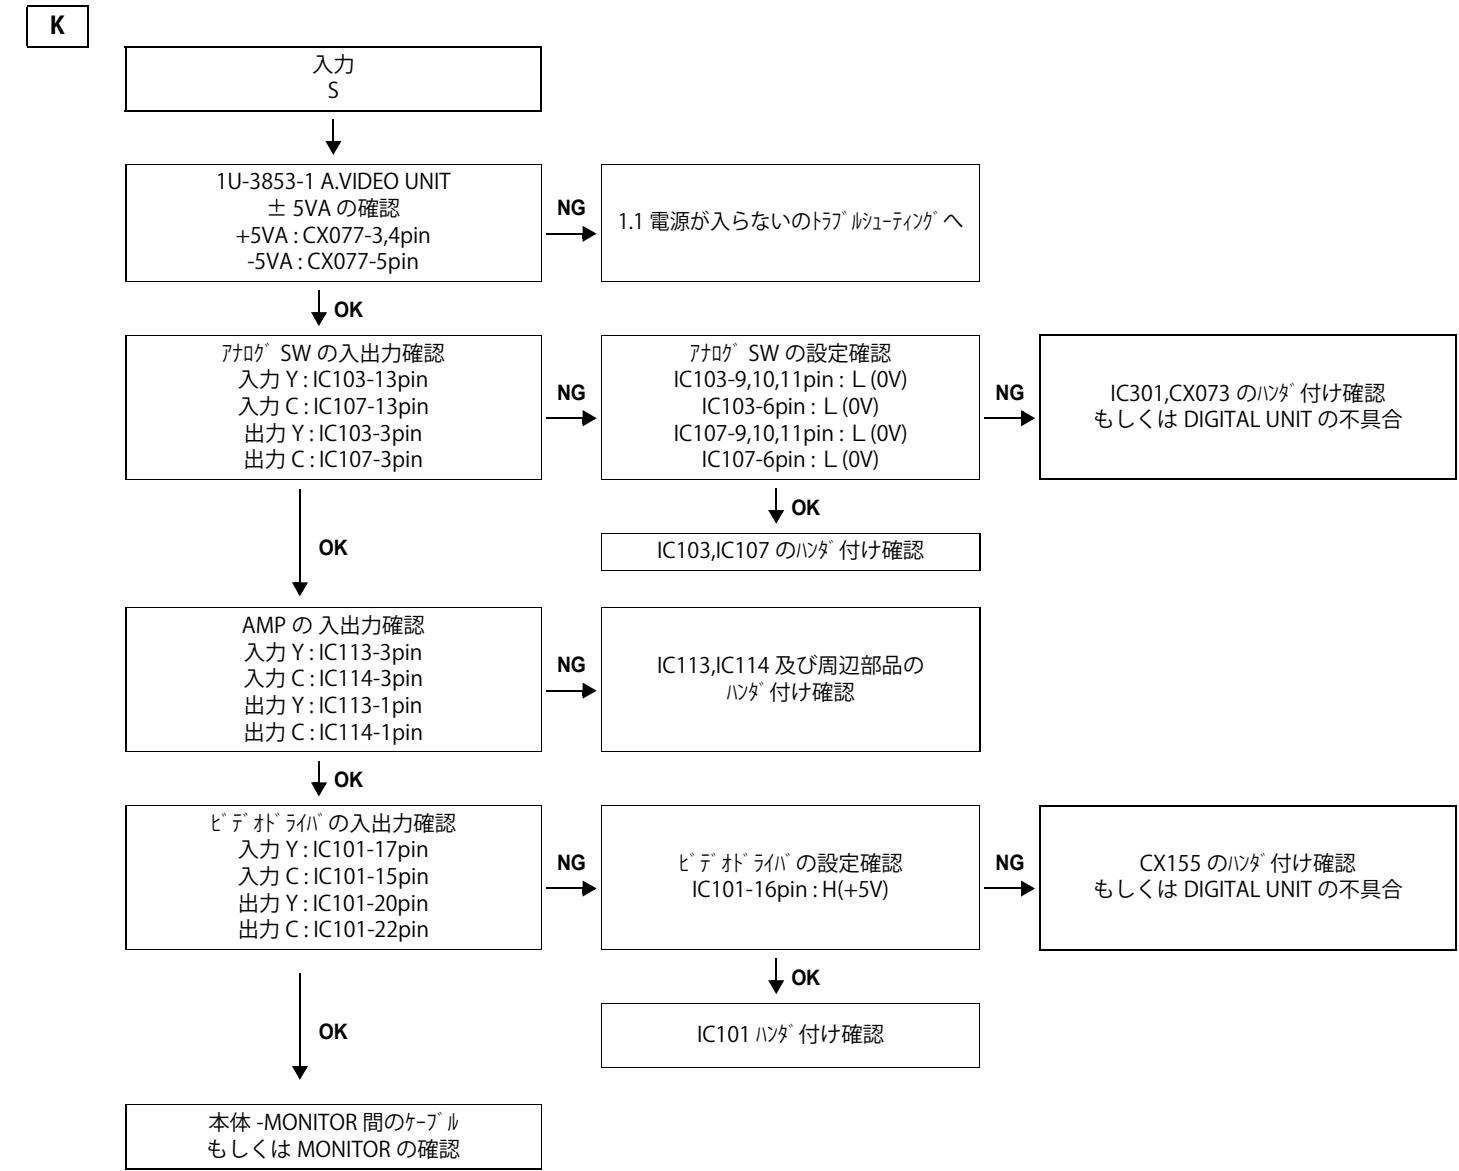 K
入力
S
1U-3853-1 A.VIDEO UNIT
± 5VA の確認
+5VA : CX077-3,4pin
-5VA : CX077-5pin
NG
1.1 電源が入らないのﾄﾗﾌﾞﾙｼｭｰﾃｨﾝｸﾞへ
OK
ｱﾅﾛｸﾞ SW の入出力確認
入力 Y : IC103-13pin
入力 C : IC107-13pin
出力 Y : IC103-3pin
出力 C : IC107-3pin
NG
ｱﾅﾛｸﾞ SW の設定確認
IC103-9,10,11pin : L (0V)
IC103-6pin : L (0V)
IC107-9,10,11pin : L (0V)
IC107-6pin : L (0V)
NG
IC301,CX073 のﾊﾝﾀﾞ付け確認
もしくは DIGITAL UNIT の不具合
OK
IC103,IC107 のﾊﾝﾀﾞ付け確認
OK
AMP の 入出力確認
入力 Y : IC113-3pin
入力 C : IC114-3pin
出力 Y : IC113-1pin
出力 C : IC114-1pin
NG
IC113,IC114 及び周辺部品の
ﾊﾝﾀﾞ付け確認
OK
ﾋﾞﾃﾞｵﾄﾞﾗｲﾊﾞの入出力確認
入力 Y : IC101-17pin
入力 C : IC101-15pin
出力 Y : IC101-20pin
出力 C : IC101-22pin
NG
ﾋﾞﾃﾞｵﾄﾞﾗｲﾊﾞの設定確認
IC101-16pin : H(+5V)
NG
CX155 のﾊﾝﾀﾞ付け確認
もしくは DIGITAL UNIT の不具合
OK
IC101 ﾊﾝﾀﾞ付け確認
OK
本体 -MONITOR 間のｹｰﾌﾞﾙ
もしくは MONITOR の確認